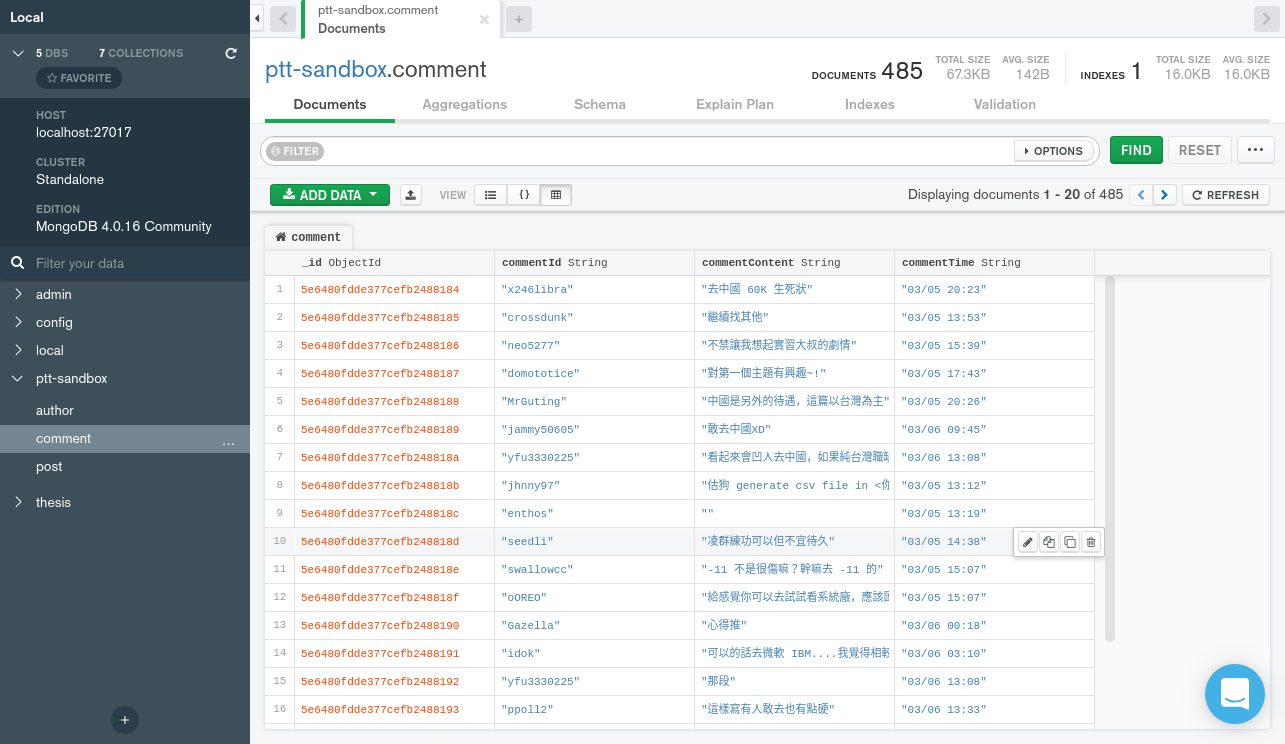 Local
5 DBS 7 COLLECTIONS
FAVORITE
HOST
localhost:27017
CLUSTER
Standalone
EDITION
MongoDB 4.0.16 Community
Filter your data
admin
config
local
ptt-sandbox
author
comment ...
post
thesis
+
ptt-sandbox.comment
Documents
+
ptt-sandbox.comment
DOCUMENTS 485 TOTAL SIZE 67.3KB AVG. SIZE 142B INDEXES 1 TOTAL SIZE 16.0KB AVG. SIZE 16.0KB
Documents Aggregations Schema Explain Plan Indexes Validation
FILTER OPTIONS FIND RESET ...
ADD DATA VIEW {} Displaying documents 1 - 20 of 485 REFRESH
comment
_id ObjectId commentId String commentContent String commentTime String
1 5e6480fdde377cefb2488184 "x246libra" "去中國 60K 生死狀" "03/05 20:23"
2 5e6480fdde377cefb2488185 "crossdunk" "繼續找其他" "03/05 13:53"
3 5e6480fdde377cefb2488186 "neo5277" "不禁讓我想起實習大叔的劇情" "03/05 15:39"
4 5e6480fdde377cefb2488187 "domototice" "對第一個主題有興趣~!" "03/05 17:43"
5 5e6480fdde377cefb2488188 "MrGuting" "中國是另外的待遇，這篇以台灣為主" "03/05 20:26"
6 5e6480fdde377cefb2488189 "jammy50605" "敢去中國XD" "03/06 09:45"
7 5e6480fdde377cefb248818a "yfu3330225" "看起來會凹人去中國，如果純台灣職缺 "03/06 13:08"
8 5e6480fdde377cefb248818b "jhnny97" "估狗 generate csv file in <你 "03/05 13:12"
9 5e6480fdde377cefb248818c "enthos" "" "03/05 13:19"
10 5e6480fdde377cefb248818d "seedli" "凌群練功可以但不宜待久" "03/05 14:38"
11 5e6480fdde377cefb248818e "swallowcc" "-11 不是很傷嘛？幹嘛去 -11 的" "03/05 15:07"
12 5e6480fdde377cefb248818f "oOREO" "給感覺你可以去試試看系統廠，應該 "03/05 15:07"
13 5e6480fdde377cefb2488190 "Gazella" "心得推" "03/06 00:18"
14 5e6480fdde377cefb2488191 "idok" "可以的話去微軟 IBM....我覺得相較 "03/06 03:10"
15 5e6480fdde377cefb2488192 "yfu3330225" "那段" "03/06 13:08"
16 5e6480fdde377cefb2488193 "ppoll2" "這樣寫有人敢去也有點硬" "03/06 13:33"